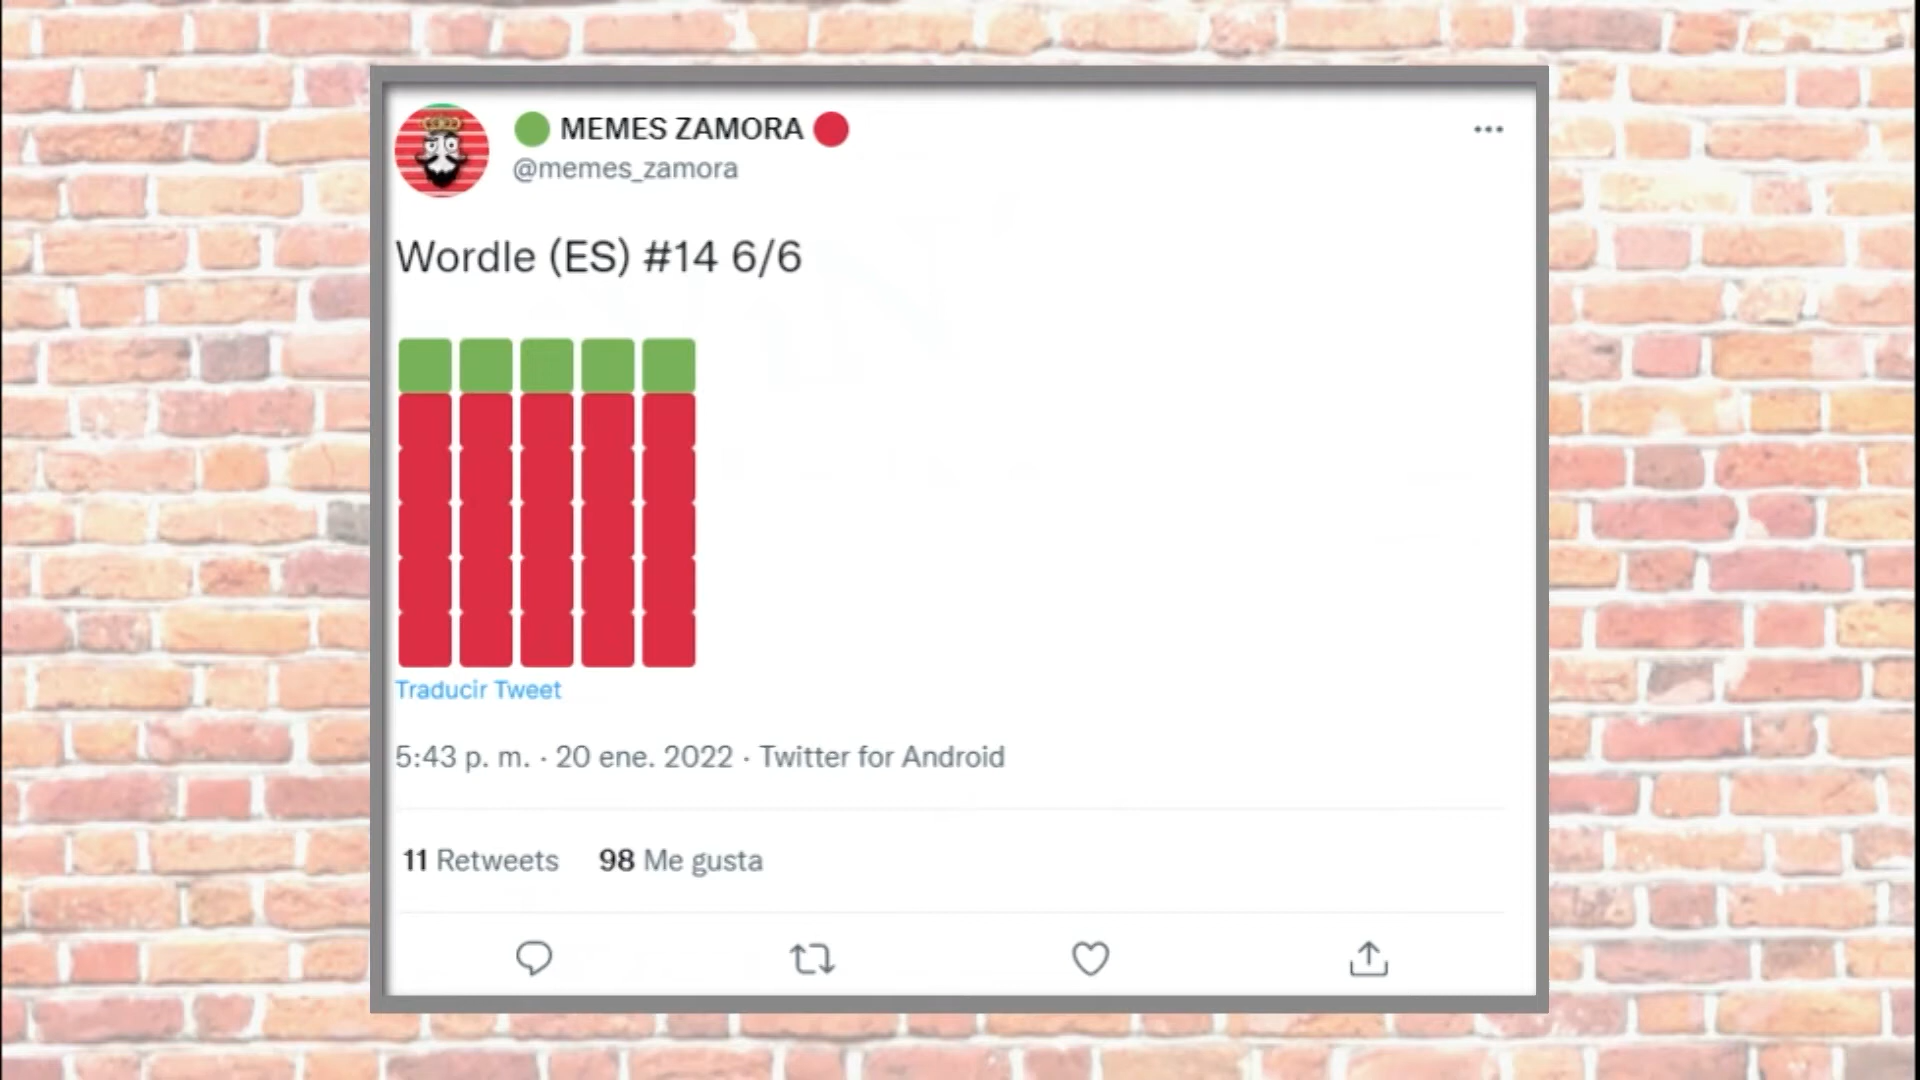 🟢 MEMES ZAMORA 🔴
@memes_zamora
Wordle (ES) #14 6/6
Traducir Tweet
5:43 p. m. · 20 ene. 2022 · Twitter for Android
11 Retweets 98 Me gusta